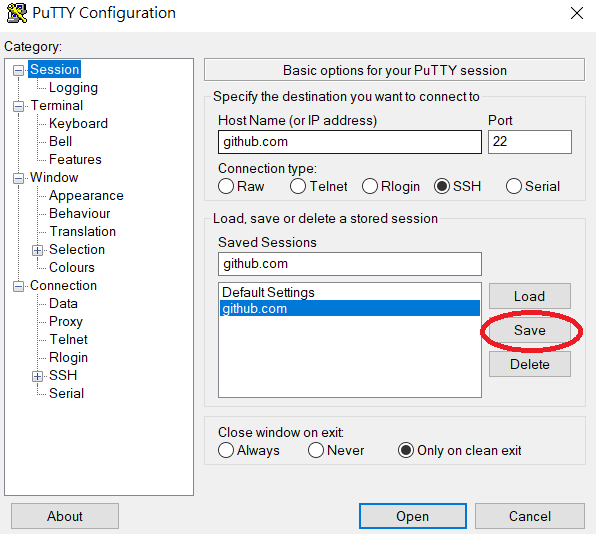 PuTTY Configuration
Category:
Session
Logging
Terminal
Keyboard
Bell
Features
Window
Appearance
Behaviour
Translation
Selection
Colours
Connection
Data
Proxy
Telnet
Rlogin
SSH
Serial
Basic options for your PuTTY session
Specify the destination you want to connect to
Host Name (or IP address) Port
github.com 22
Connection type:
Raw Telnet Rlogin SSH Serial
Load, save or delete a stored session
Saved Sessions
github.com
Default Settings
github.com
Load
Save
Delete
Close window on exit:
Always Never Only on clean exit
About Open Cancel